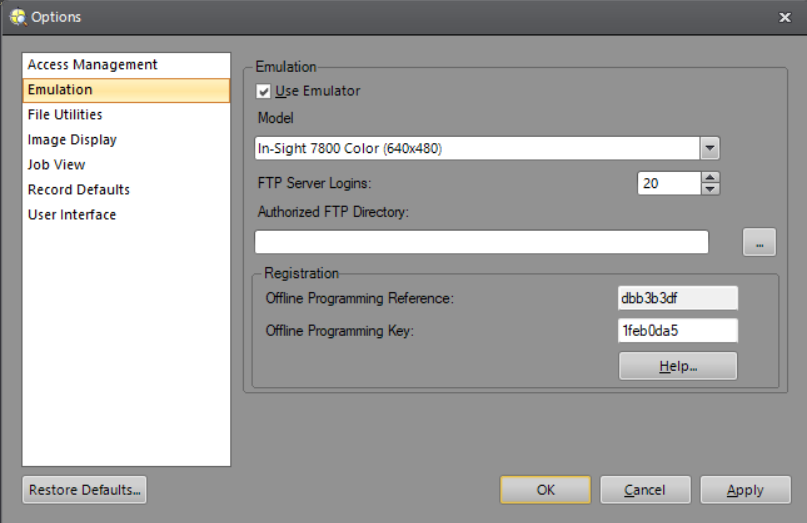 Options
Access Management
Emulation
File Utilities
Image Display
Job View
Record Defaults
User Interface
Emulation
Use Emulator
Model
In-Sight 7800 Color (640x480)
FTP Server Logins:
20
Authorized FTP Directory:
...
Registration
Offline Programming Reference:
dbb3b3df
Offline Programming Key:
1feb0da5
Help...
Restore Defaults...
OK
Cancel
Apply